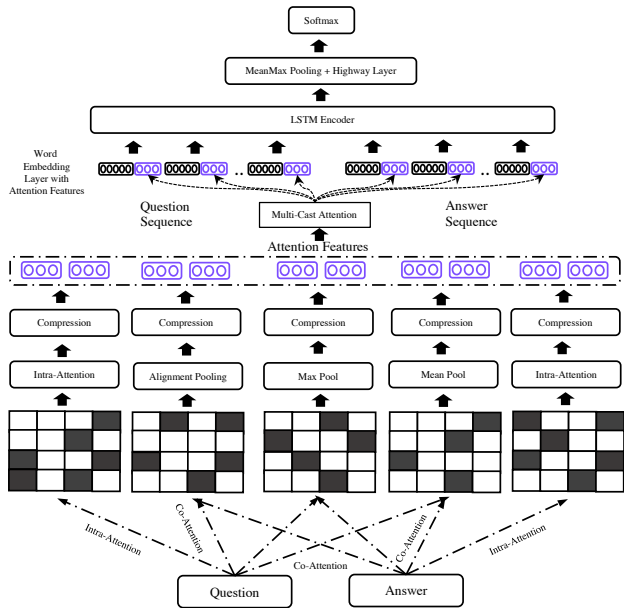 Softmax
MeanMax Pooling + Highway Layer
LSTM Encoder
Word
Embedding
Layer with
Attention Features
Question
Sequence
Multi-Cast Attention
Answer
Sequence
Attention Features
Compression
Compression
Compression
Compression
Compression
Intra-Attention
Alignment Pooling
Max Pool
Mean Pool
Intra-Attention
Intra-Attention
Co-Attention
Co-Attention
Co-Attention
Intra-Attention
Question
Answer